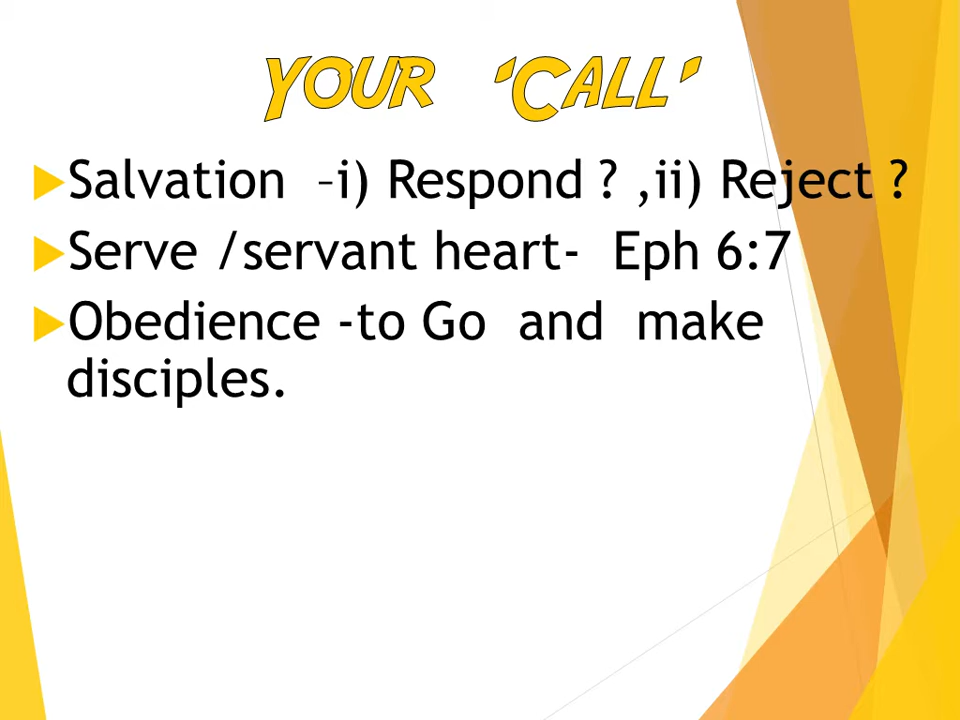 YOUR 'CALL'
Salvation –i) Respond ? ,ii) Reject ?
Serve /servant heart- Eph 6:7
Obedience -to Go and make
disciples.